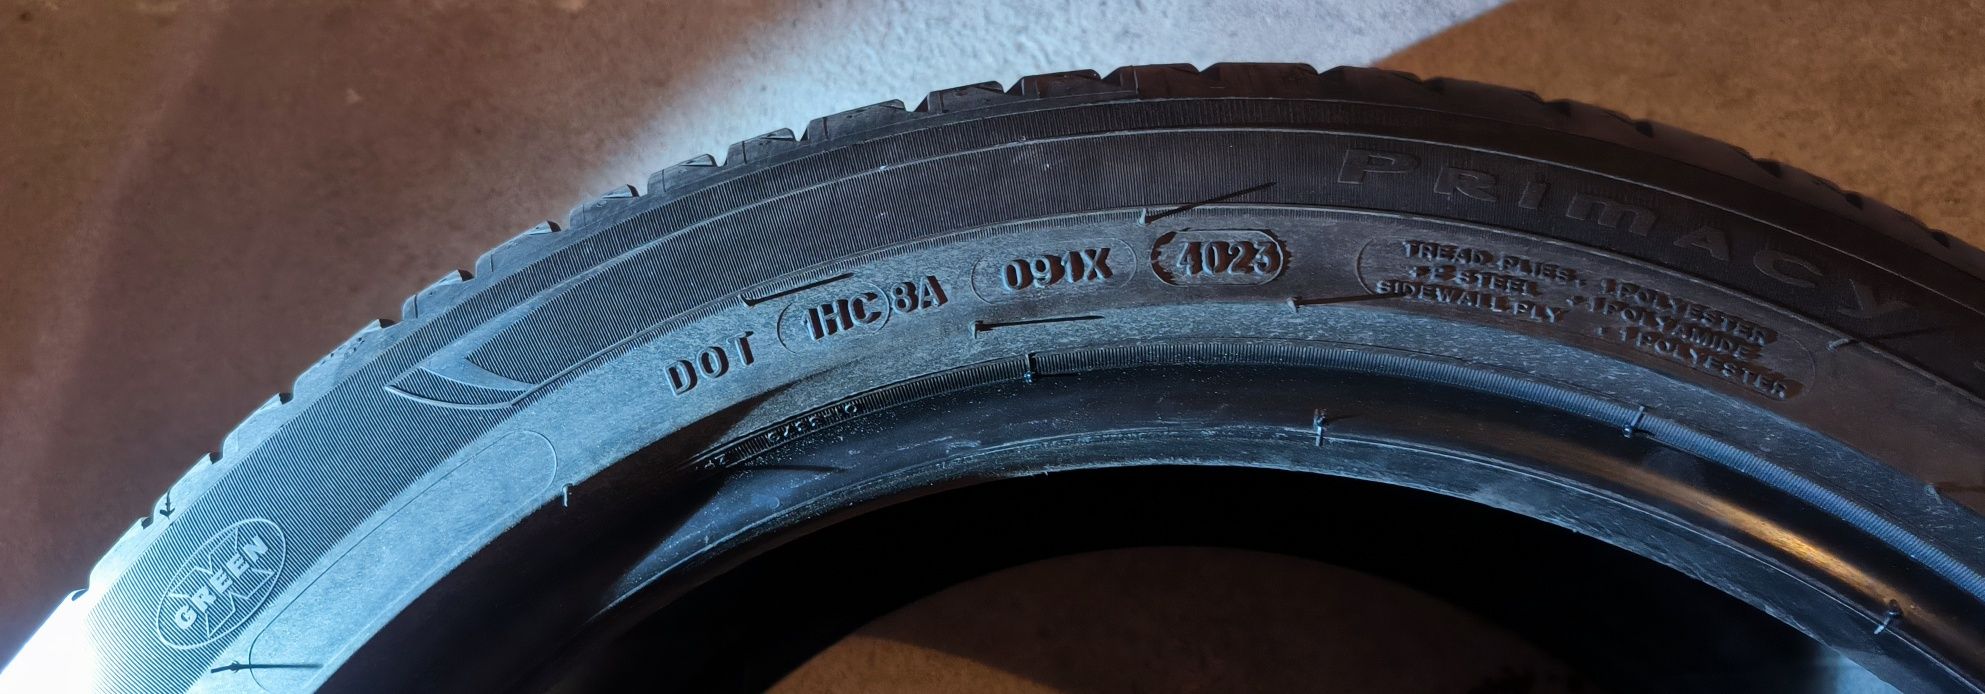 PRIMACY
DOT 1HC 8A 091X 4023
TREAD PLIES: 1 POLYESTER
+ 2 STEEL + 1 POLYAMIDE
SIDEWALL PLY : 1 POLYESTER
GREEN X